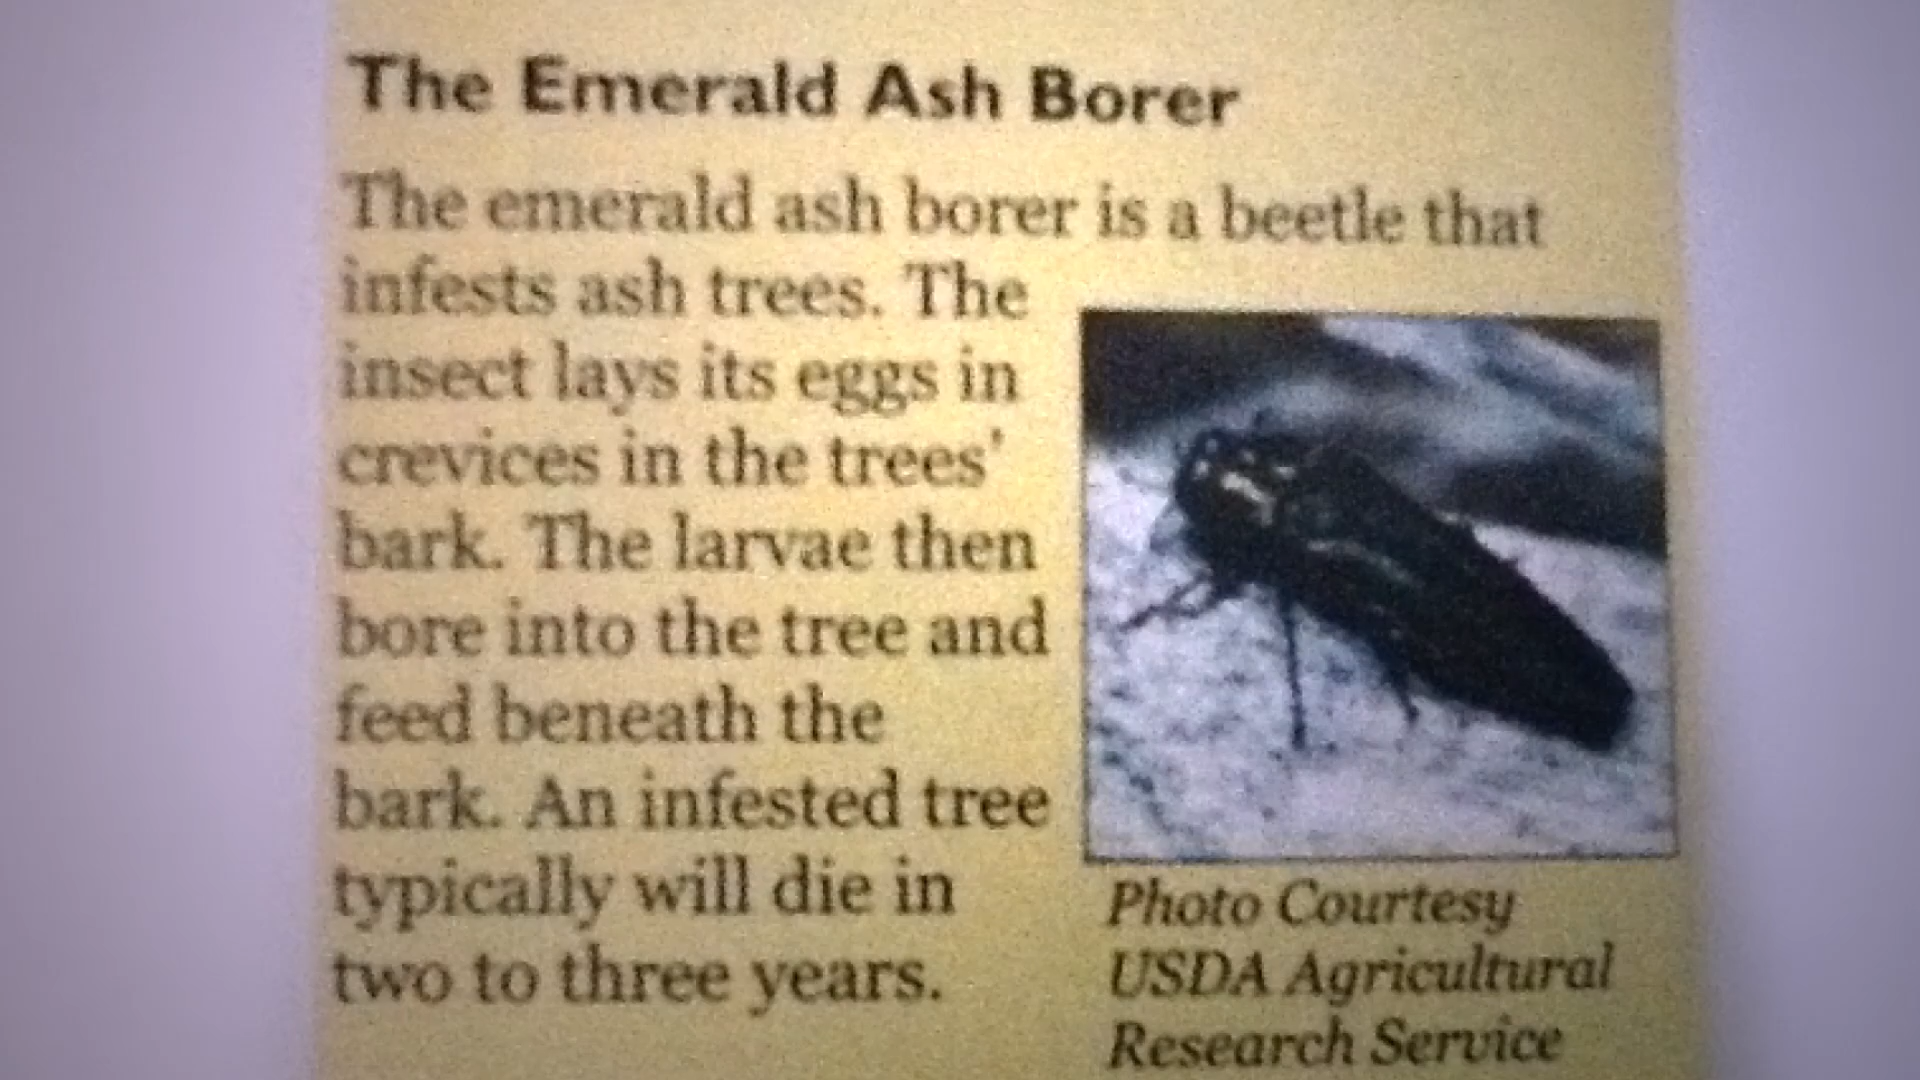 The Emerald Ash Borer
The emerald ash borer is a beetle that
infests ash trees. The
insect lays its eggs in
crevices in the trees'
bark. The larvae then
bore into the tree and
feed beneath the
bark. An infested tree
typically will die in
two to three years.
Photo Courtesy
USDA Agricultural
Research Service